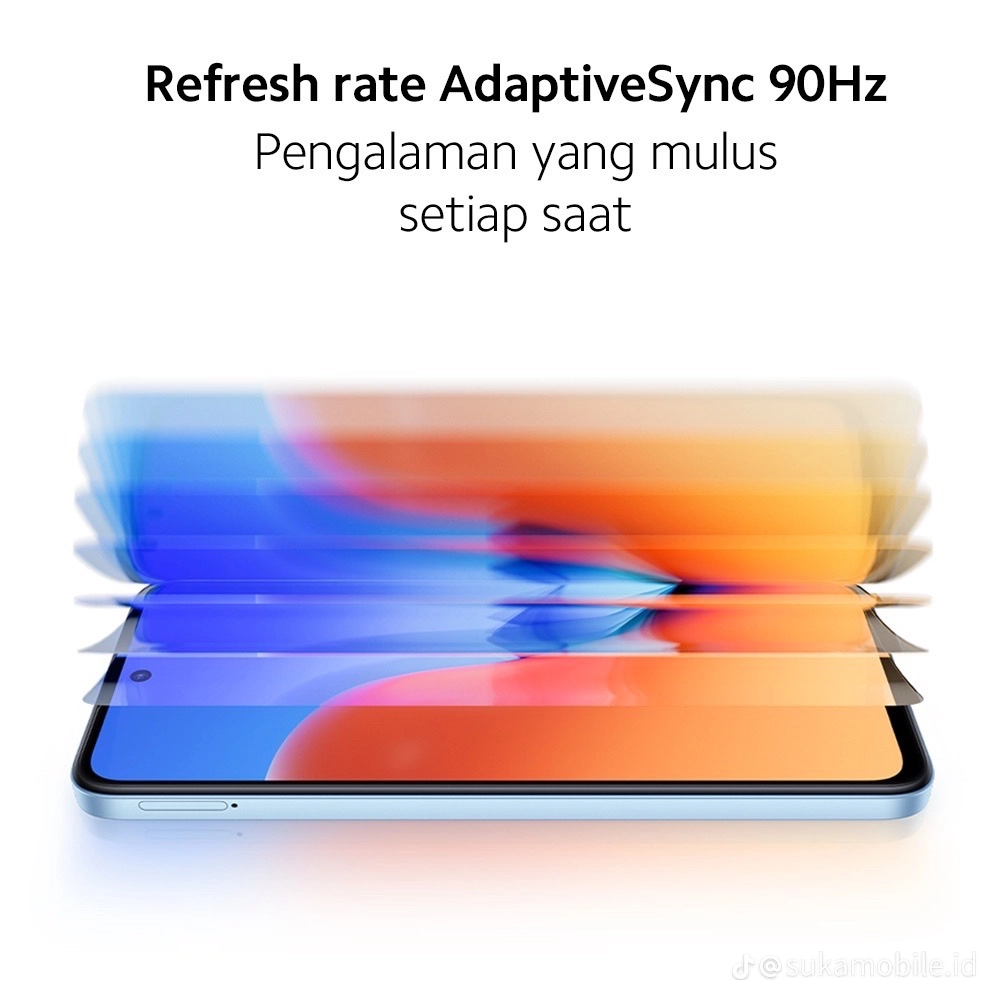 Refresh rate AdaptiveSync 90Hz
Pengalaman yang mulus
setiap saat
@sukamobile.id